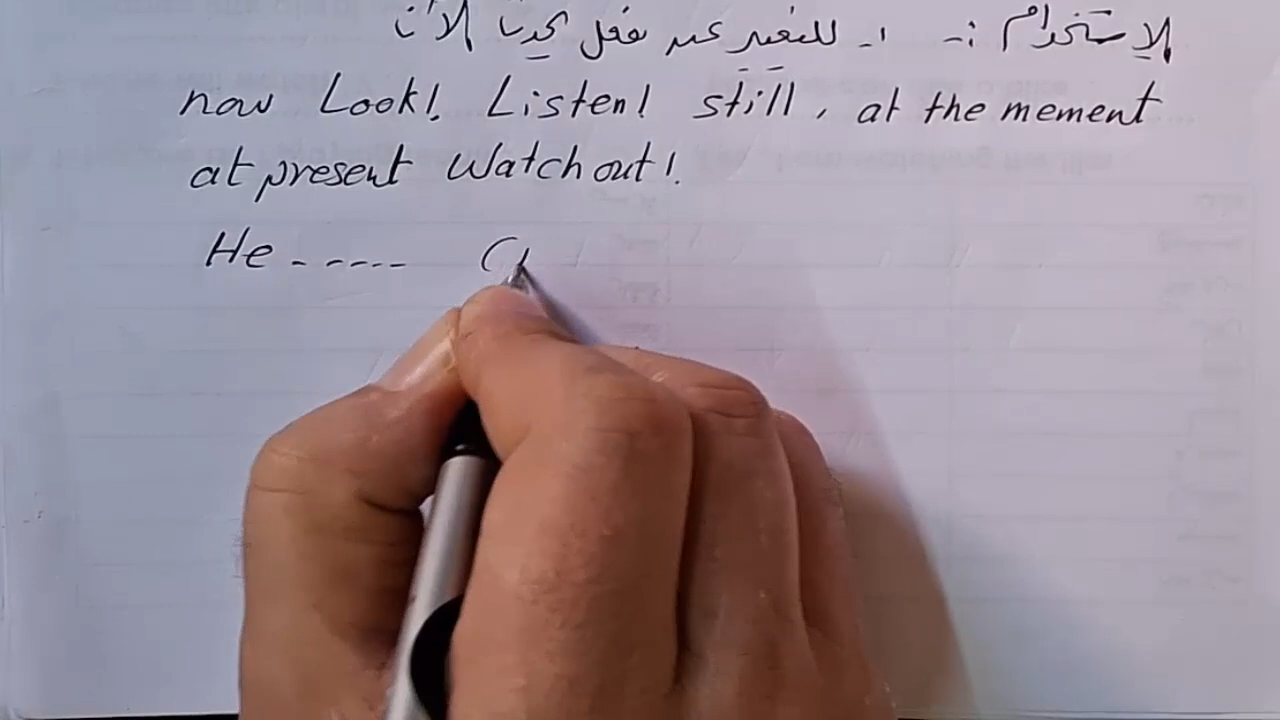 الاستخدام :- ١- للتعبير عن فعل يحدث الآن
now Look! Listen! still, at the mement
at present Watch out!.
He ----- (